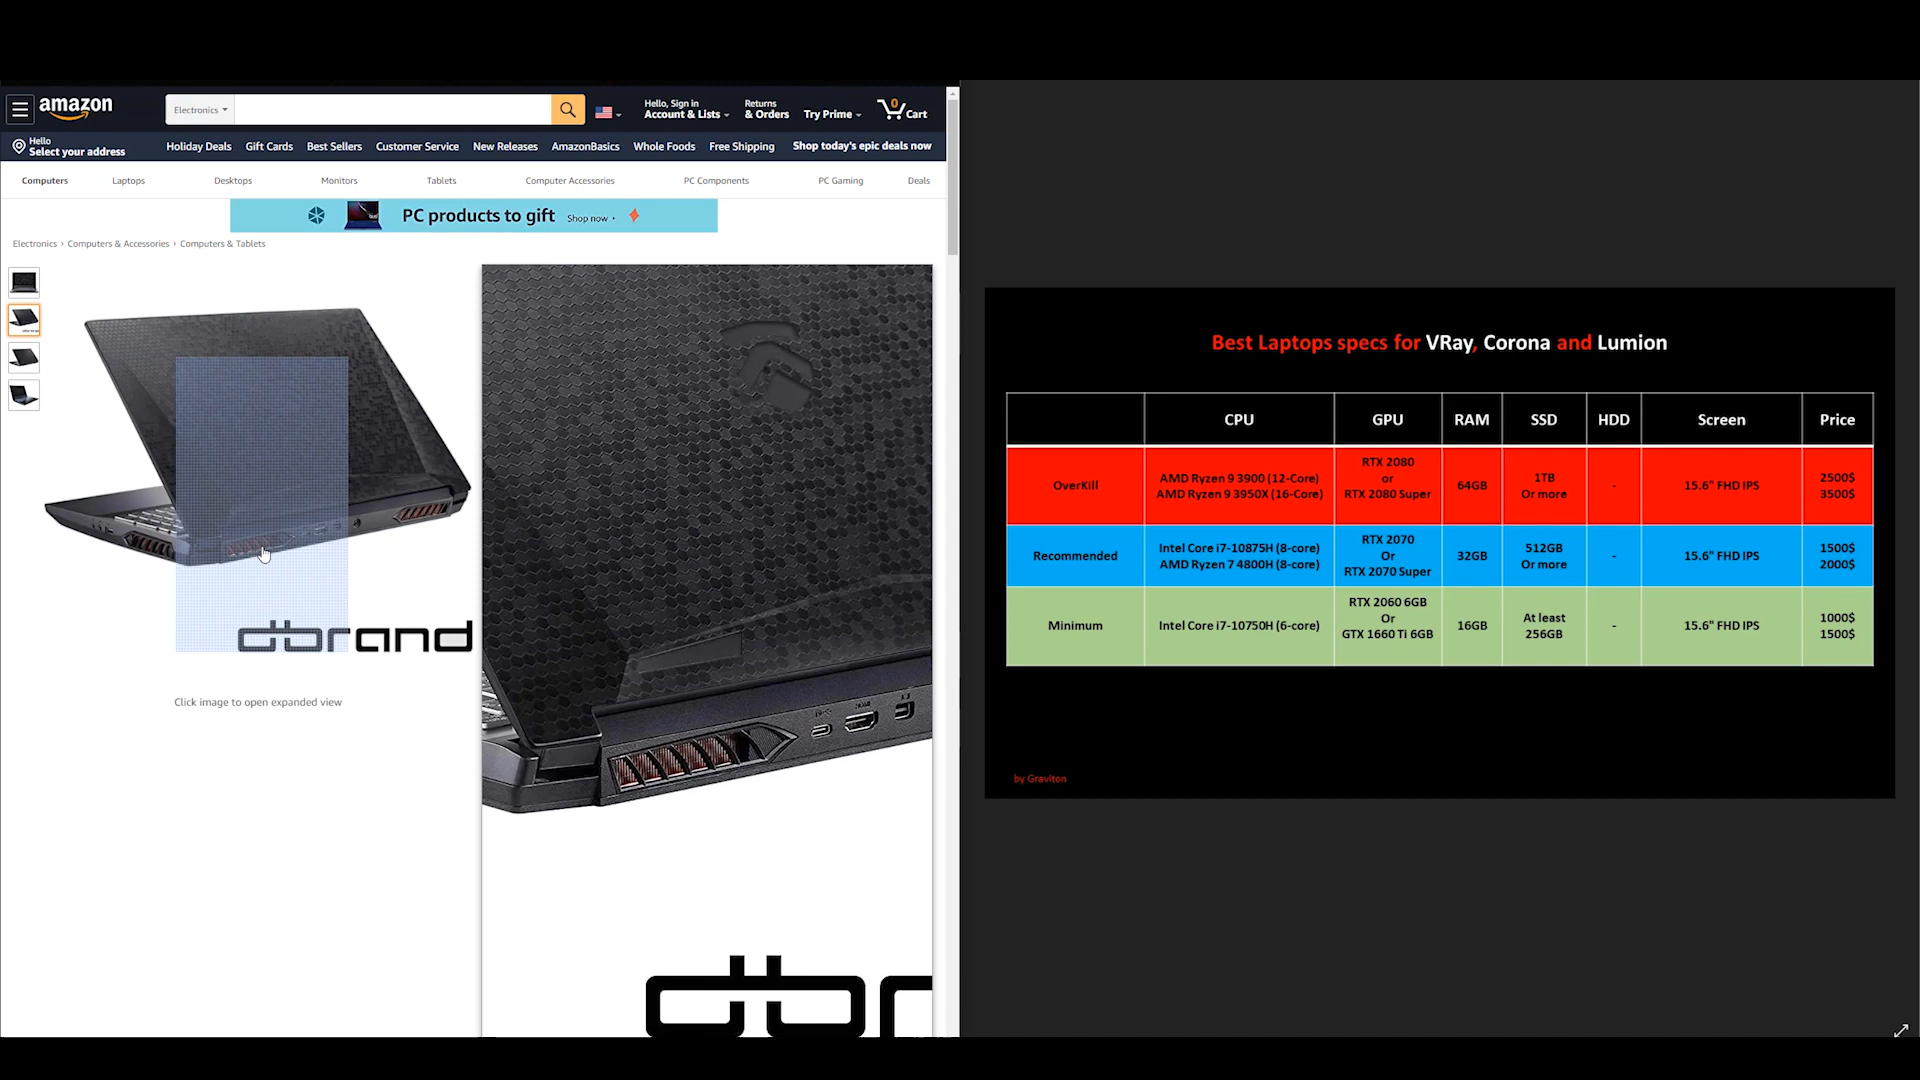 amazon
Electronics
Hello, Sign in
Account & Lists
Returns
& Orders
Try Prime
0
Cart
Hello
Select your address
Holiday Deals
Gift Cards
Best Sellers
Customer Service
New Releases
AmazonBasics
Whole Foods
Free Shipping
Shop today's epic deals now
Computers
Laptops
Desktops
Monitors
Tablets
Computer Accessories
PC Components
PC Gaming
Deals
PC products to gift
Shop now
Electronics › Computers & Accessories › Computers & Tablets
dbrand
Click image to open expanded view
HDMI
Best Laptops specs for VRay, Corona and Lumion
CPU
GPU
RAM
SSD
HDD
Screen
Price
OverKill
AMD Ryzen 9 3900 (12-Core)
AMD Ryzen 9 3950X (16-Core)
RTX 2080
or
RTX 2080 Super
64GB
1TB
Or more
-
15.6" FHD IPS
2500$
3500$
Recommended
Intel Core i7-10875H (8-core)
AMD Ryzen 7 4800H (8-core)
RTX 2070
Or
RTX 2070 Super
32GB
512GB
Or more
-
15.6" FHD IPS
1500$
2000$
Minimum
Intel Core i7-10750H (6-core)
RTX 2060 6GB
Or
GTX 1660 Ti 6GB
16GB
At least
256GB
-
15.6" FHD IPS
1000$
1500$
by Graviton